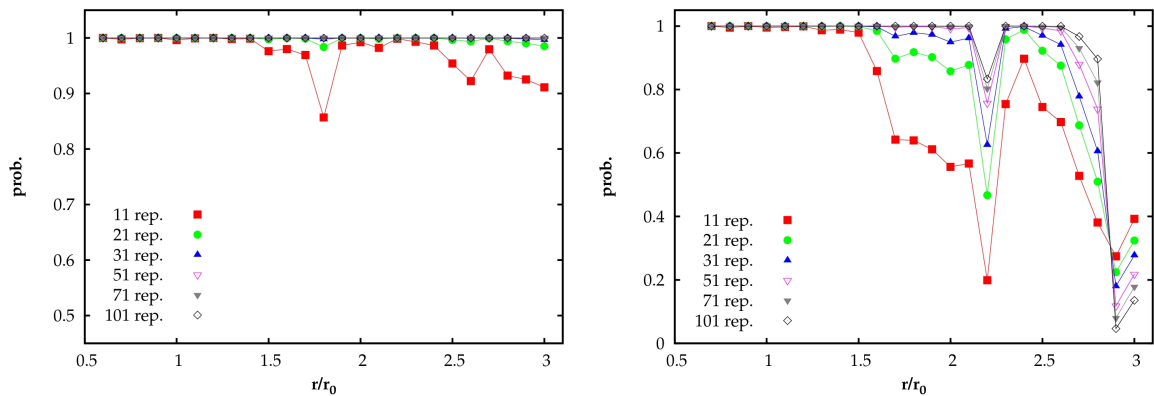 1
0.9
0.8
0.7
0.6
0.5
prob.
11 rep.
21 rep.
31 rep.
51 rep.
71 rep.
101 rep.
0.5 1 1.5 2 2.5 3
r/r0
1
0.8
0.6
0.4
0.2
0
prob.
11 rep.
21 rep.
31 rep.
51 rep.
71 rep.
101 rep.
0.5 1 1.5 2 2.5 3
r/r0